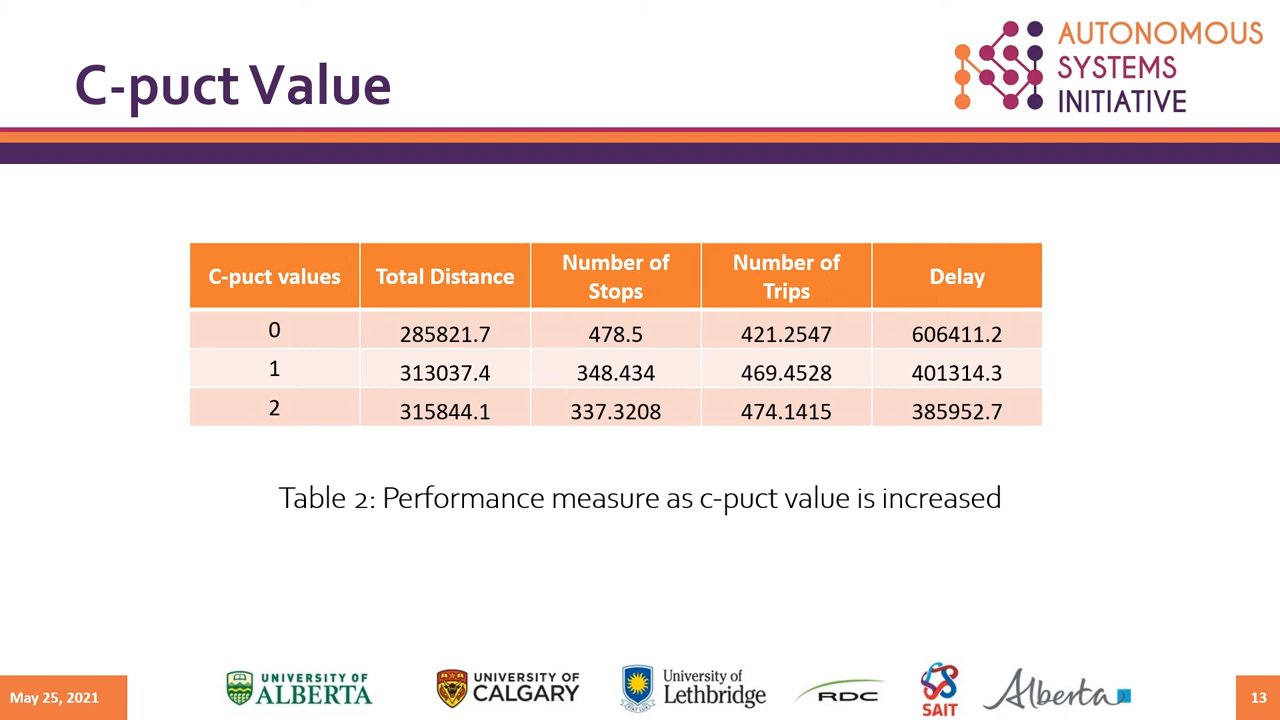 C-puct Value
AUTONOMOUS
SYSTEMS
INITIATIVE
C-puct values Total Distance Number of Stops Number of Trips Delay
0 285821.7 478.5 421.2547 606411.2
1 313037.4 348.434 469.4528 401314.3
2 315844.1 337.3208 474.1415 385952.7
Table 2: Performance measure as c-puct value is increased
May 25, 2021
UNIVERSITY OF
ALBERTA
UNIVERSITY OF
CALGARY
University of
Lethbridge
RDC
SAIT
Alberta
13